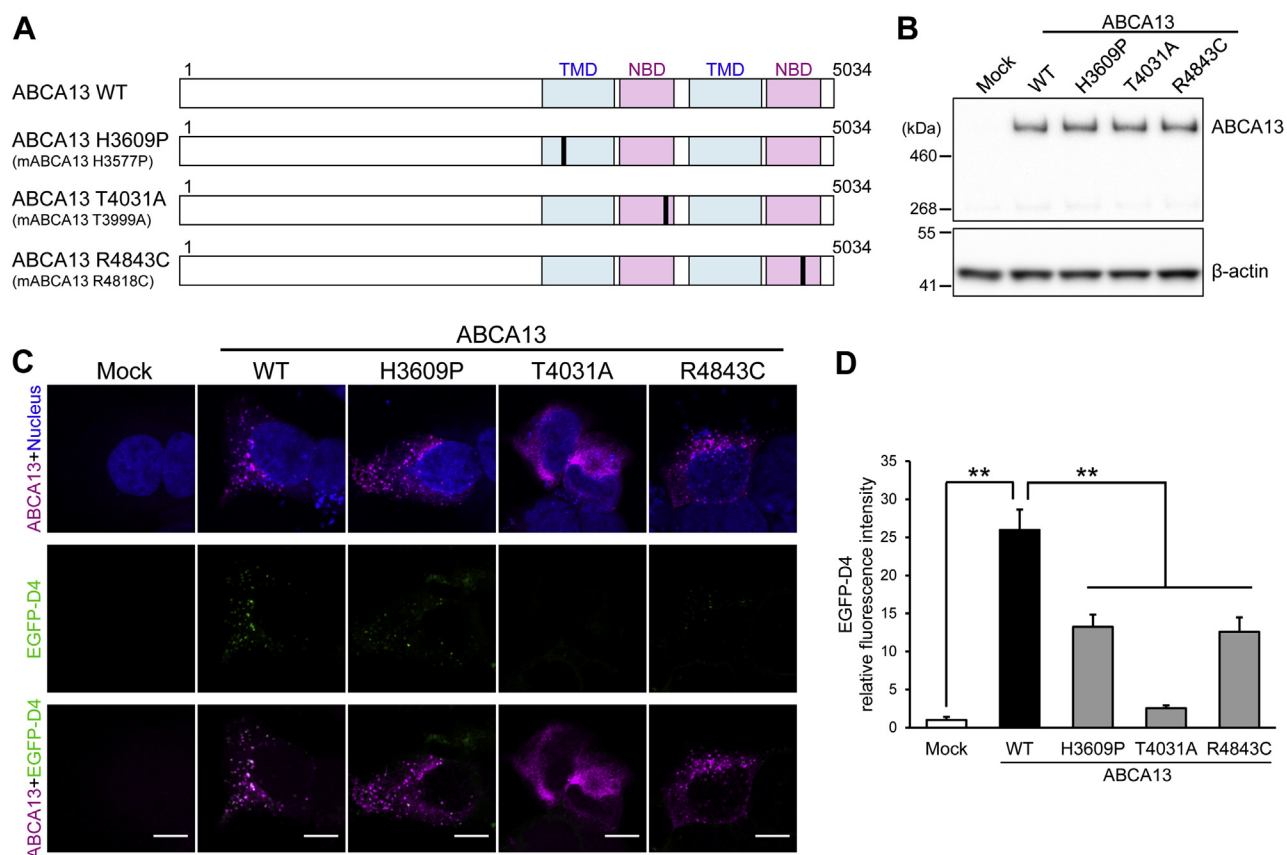 A
1 TMD NBD TMD NBD 5034
ABCA13 WT
ABCA13 H3609P 1 5034
(mABCA13 H3577P)
ABCA13 T4031A 1 5034
(mABCA13 T3999A)
ABCA13 R4843C 1 5034
(mABCA13 R4818C)
B
ABCA13
Mock WT H3609P T4031A R4843C
(kDa) ABCA13
460
268
55
β-actin
41
C
ABCA13
Mock WT H3609P T4031A R4843C
ABCA13+Nucleus
EGFP-D4
ABCA13+EGFP-D4
D
EGFP-D4
relative fluorescence intensity
35
30
25
20
15
10
5
0
** **
Mock WT H3609P T4031A R4843C
ABCA13